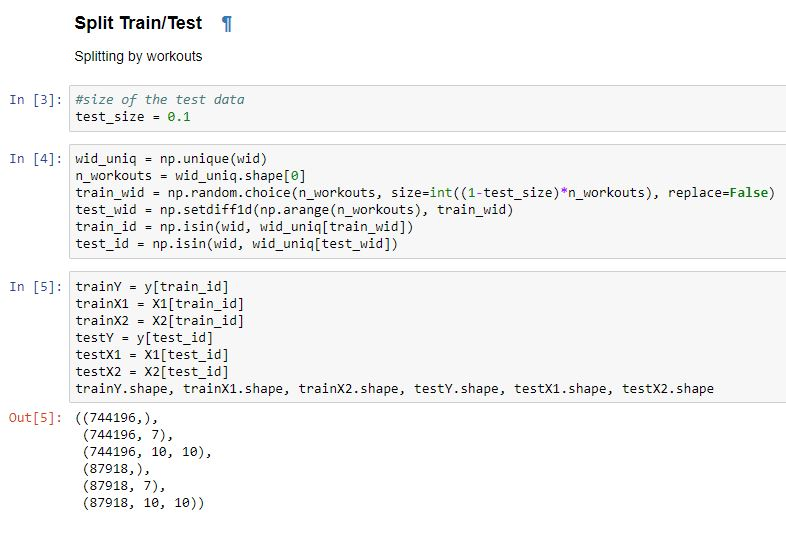 Split Train/Test ¶
Splitting by workouts
In [3]: #size of the test data
test_size = 0.1
In [4]: wid_uniq = np.unique(wid)
n_workouts = wid_uniq.shape[0]
train_wid = np.random.choice(n_workouts, size=int((1-test_size)*n_workouts), replace=False)
test_wid = np.setdiff1d(np.arange(n_workouts), train_wid)
train_id = np.isin(wid, wid_uniq[train_wid])
test_id = np.isin(wid, wid_uniq[test_wid])
In [5]: trainY = y[train_id]
trainX1 = X1[train_id]
trainX2 = X2[train_id]
testY = y[test_id]
testX1 = X1[test_id]
testX2 = X2[test_id]
trainY.shape, trainX1.shape, trainX2.shape, testY.shape, testX1.shape, testX2.shape
Out[5]: ((744196,),
(744196, 7),
(744196, 10, 10),
(87918,),
(87918, 7),
(87918, 10, 10))